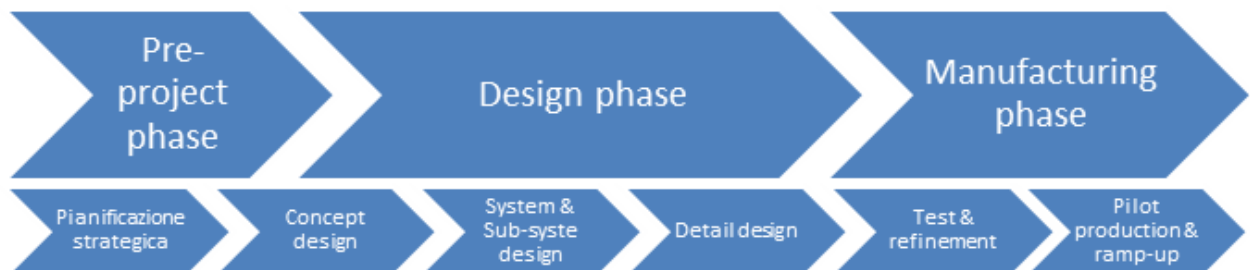 Pre-
project
phase
Design phase
Manufacturing
phase
Pianificazione
strategica
Concept
design
System &
Sub-syste
design
Detail design
Test &
refinement
Pilot
production &
ramp-up